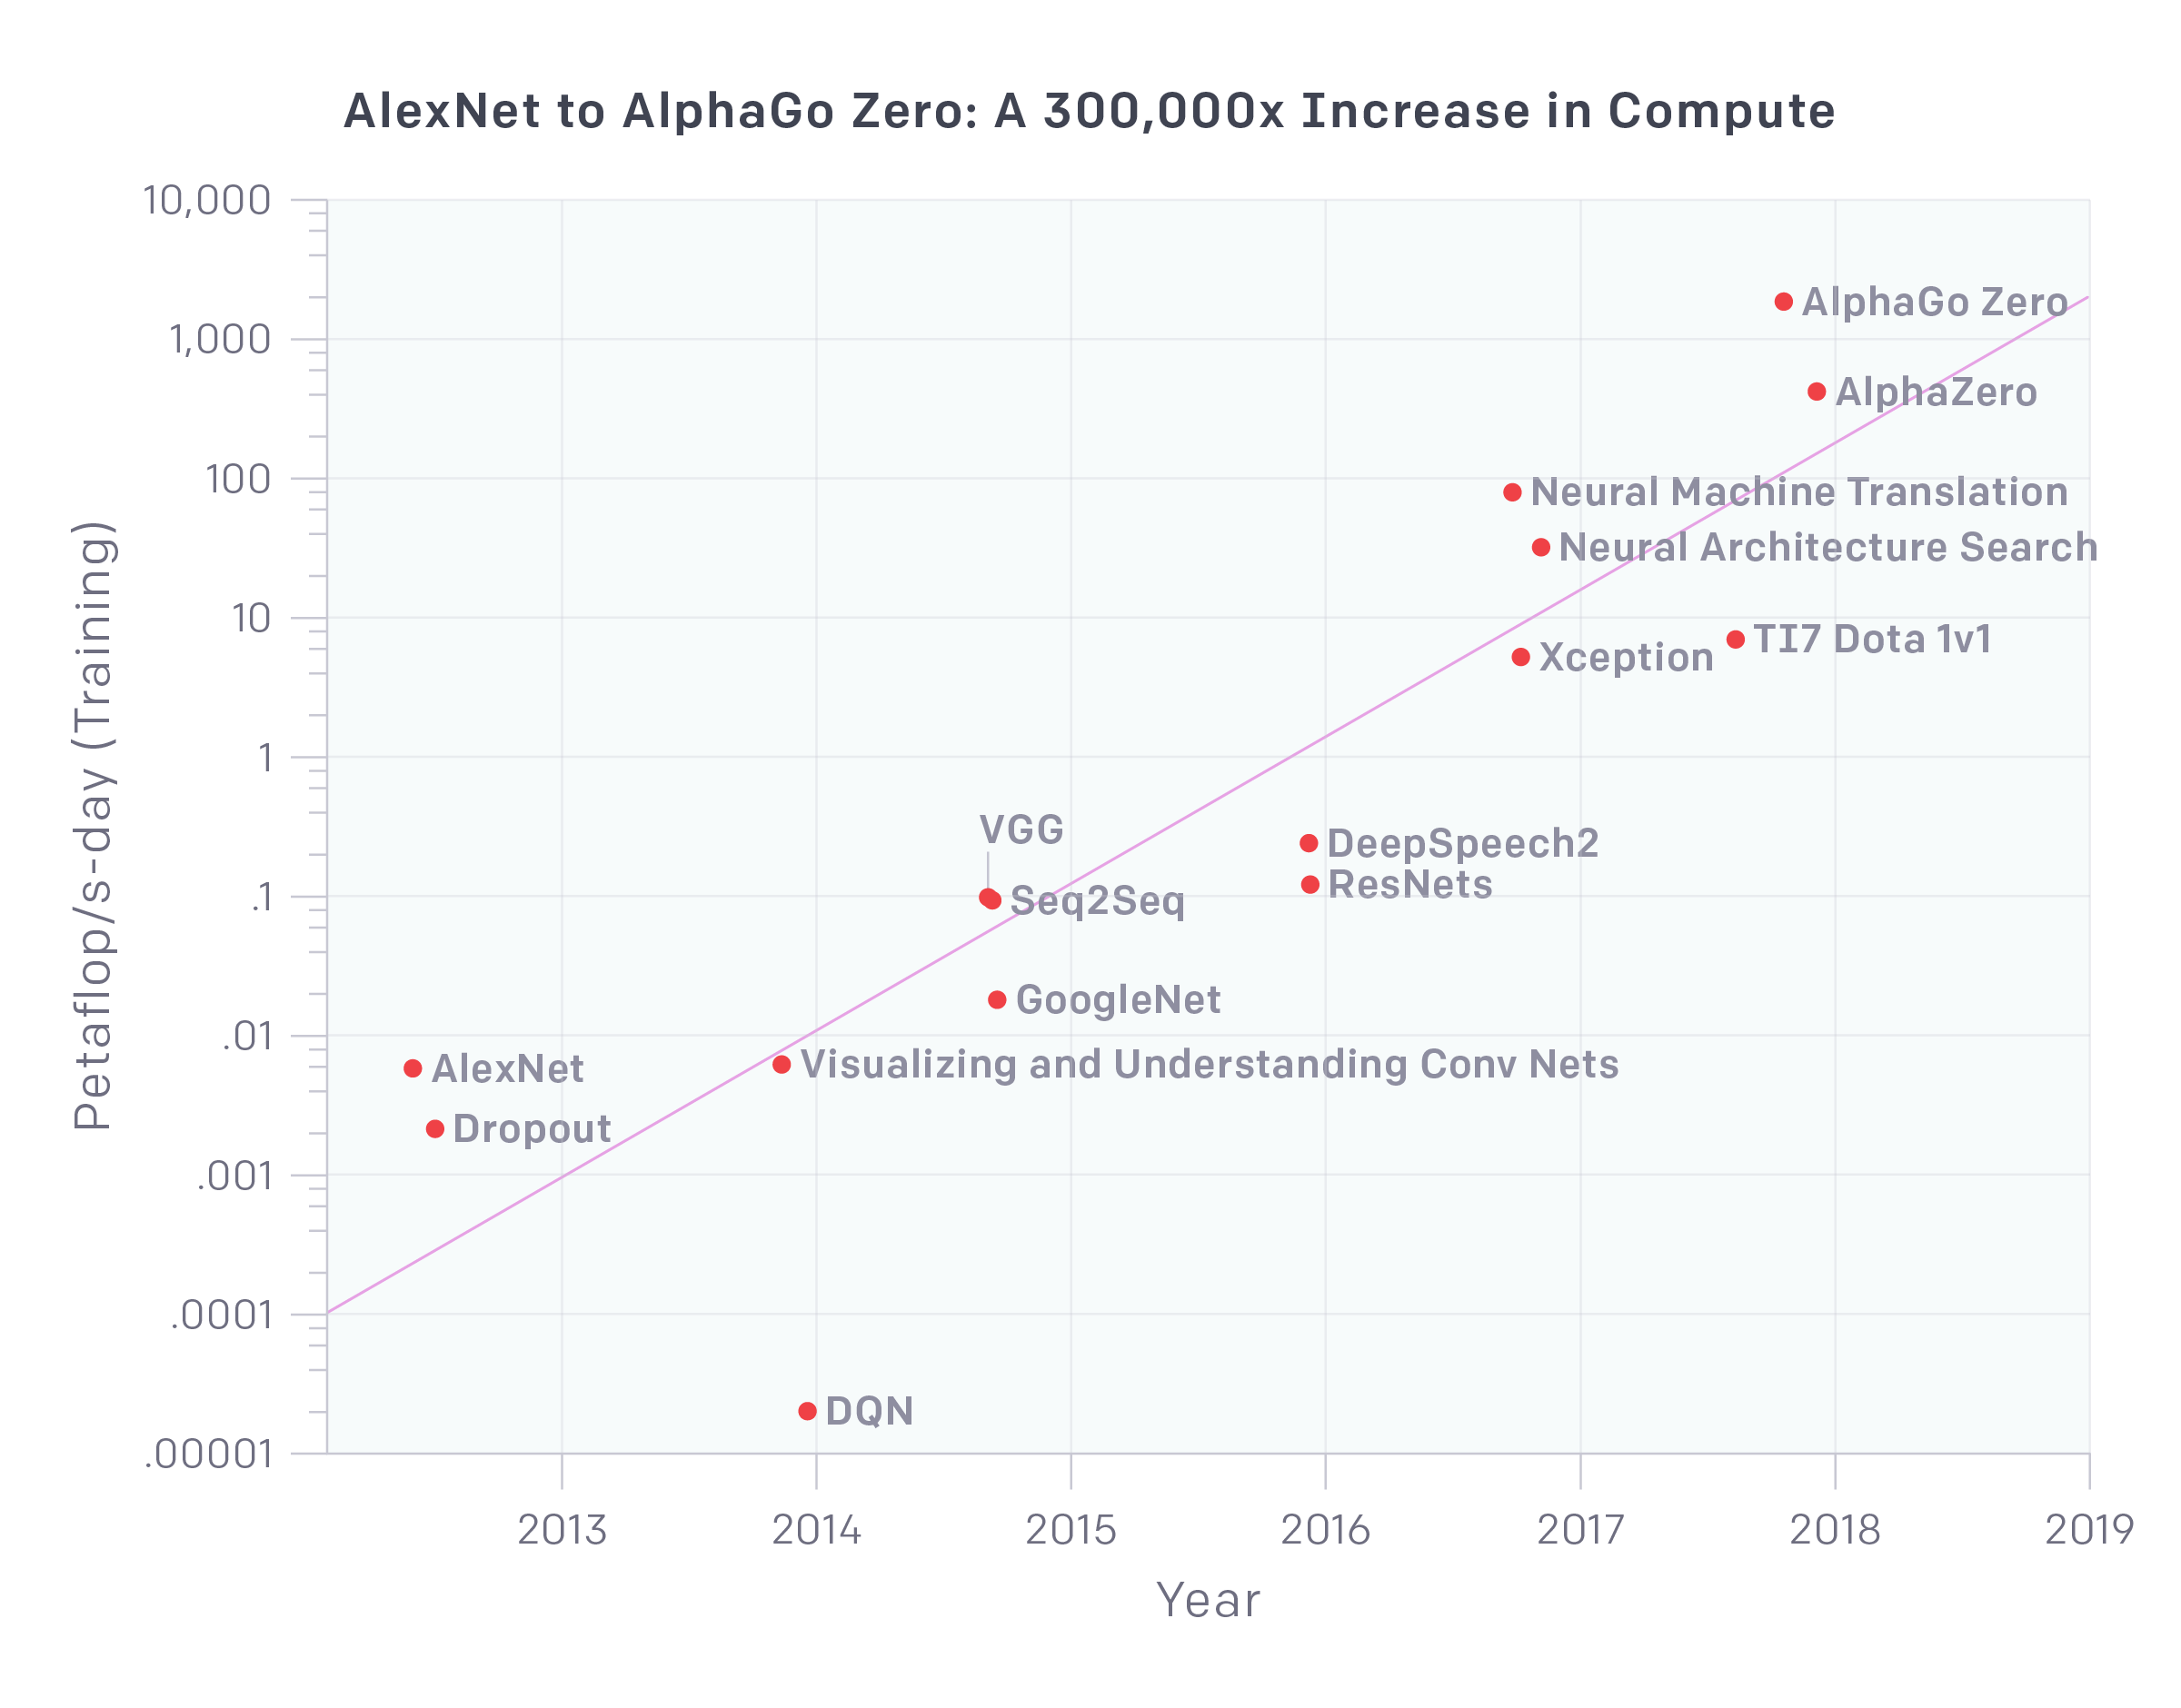 AlexNet to AlphaGo Zero: A 300,000x Increase in Compute
10,000
1,000
100
10
1
.1
.01
.001
.0001
.00001
Petaflop/s-day (Training)
AlphaGo Zero
AlphaZero
Neural Machine Translation
Neural Architecture Search
TI7 Dota 1v1
Xception
VGG
DeepSpeech2
ResNets
Seq2Seq
GoogleNet
AlexNet
Visualizing and Understanding Conv Nets
Dropout
DQN
2013
2014
2015
2016
2017
2018
2019
Year